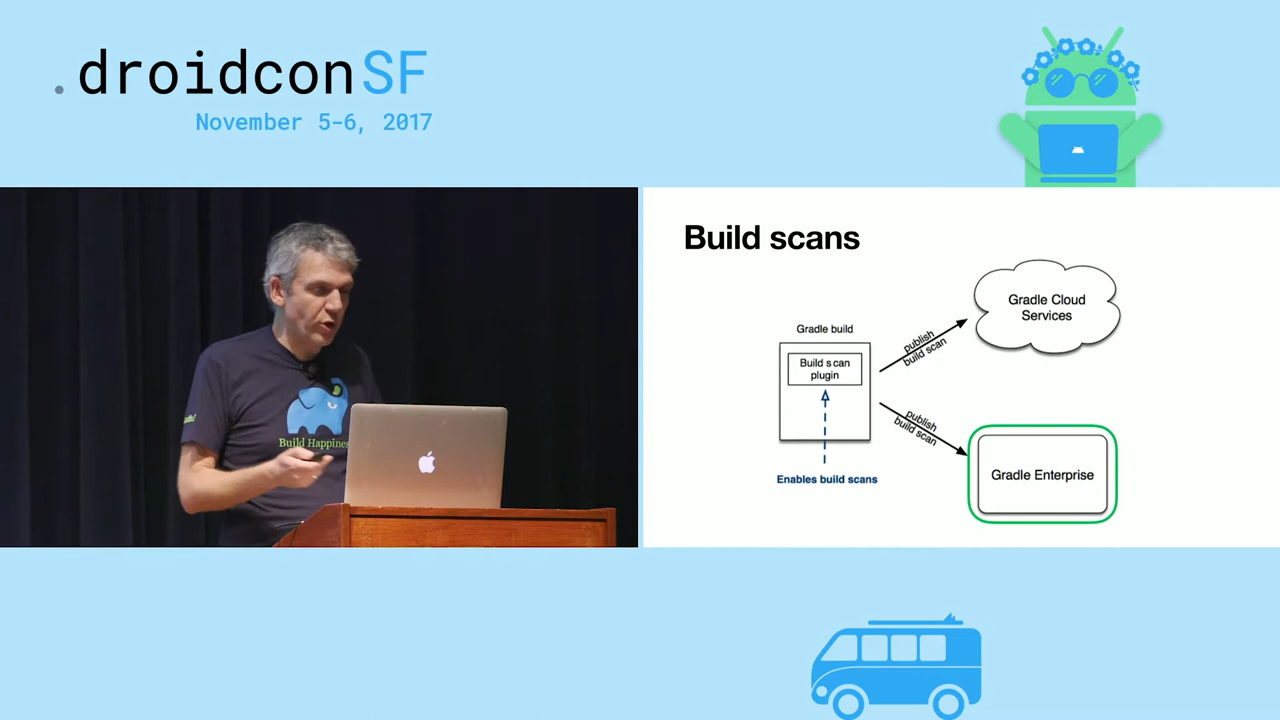 .droidconSF
November 5-6, 2017
Build Happines
Build scans
Gradle build
Build scan
plugin
Enables build scans
publish
build scan
publish
build scan
Gradle Cloud
Services
Gradle Enterprise